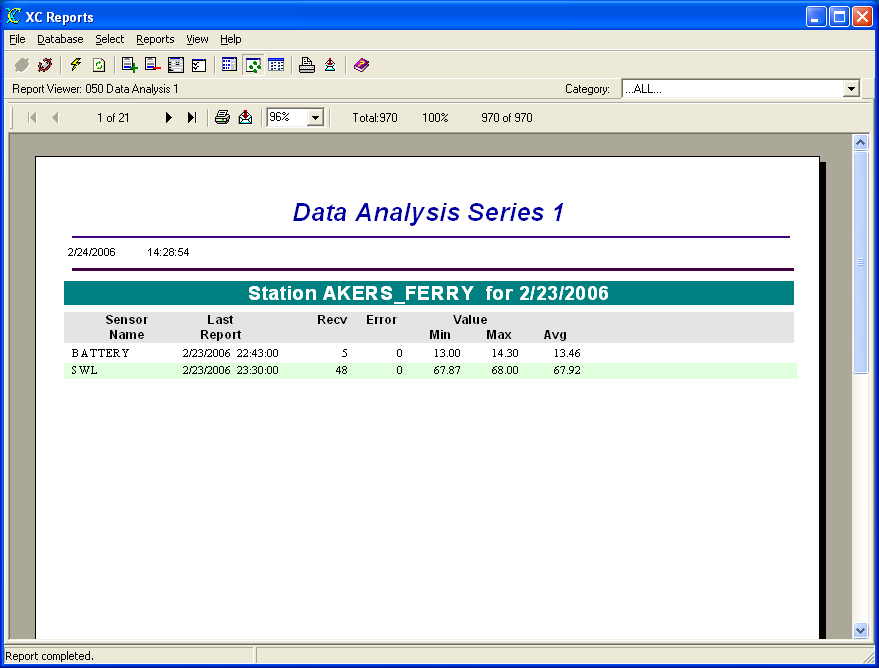 XC Reports
File Database Select Reports View Help
Report Viewer: 050 Data Analysis 1 Category: ...ALL...
1 of 21 96% Total:970 100% 970 of 970
Data Analysis Series 1
2/24/2006 14:28:54
Station AKERS_FERRY for 2/23/2006
Sensor Last Recv Error Value
Name Report Min Max Avg
BATTERY 2/23/2006 22:43:00 5 0 13.00 14.30 13.46
SWL 2/23/2006 23:30:00 48 0 67.87 68.00 67.92
Report completed.